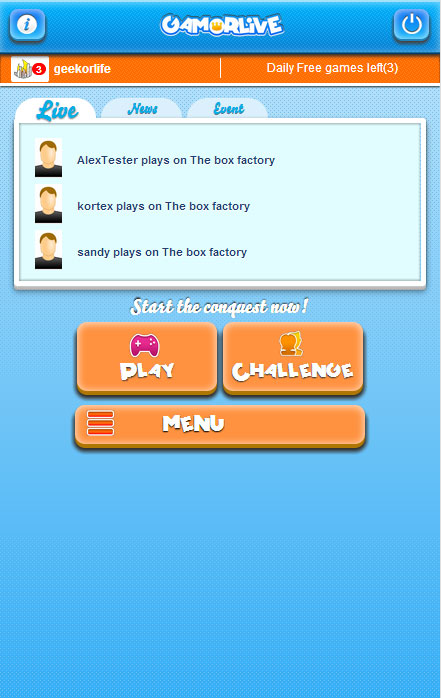 i
GAMORLIVE
3
geekorlife
Daily Free games left(3)
Live
News
Event
AlexTester plays on The box factory
kortex plays on The box factory
sandy plays on The box factory
Start the conquest now!
PLAY
CHALLENGE
MENU